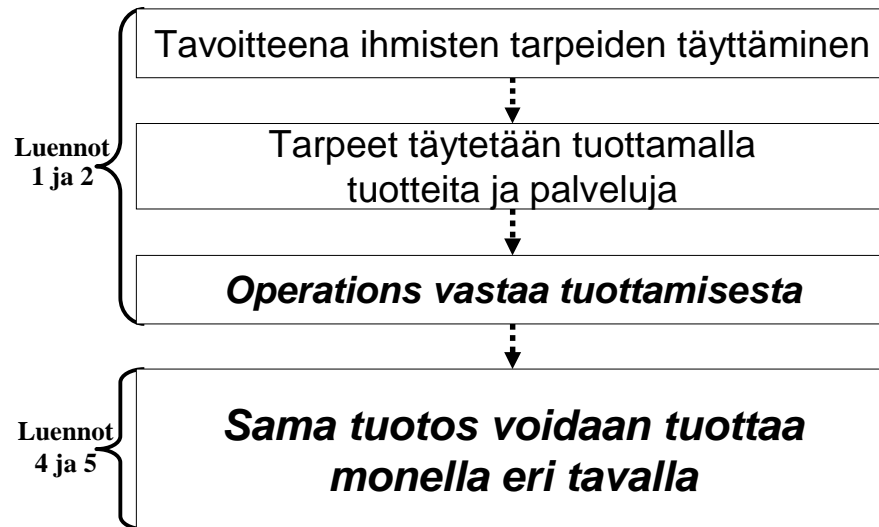 Tavoitteena ihmisten tarpeiden täyttäminen
Luennot
1 ja 2
Tarpeet täytetään tuottamalla
tuotteita ja palveluja
Operations vastaa tuottamisesta
Luennot
4 ja 5
Sama tuotos voidaan tuottaa
monella eri tavalla